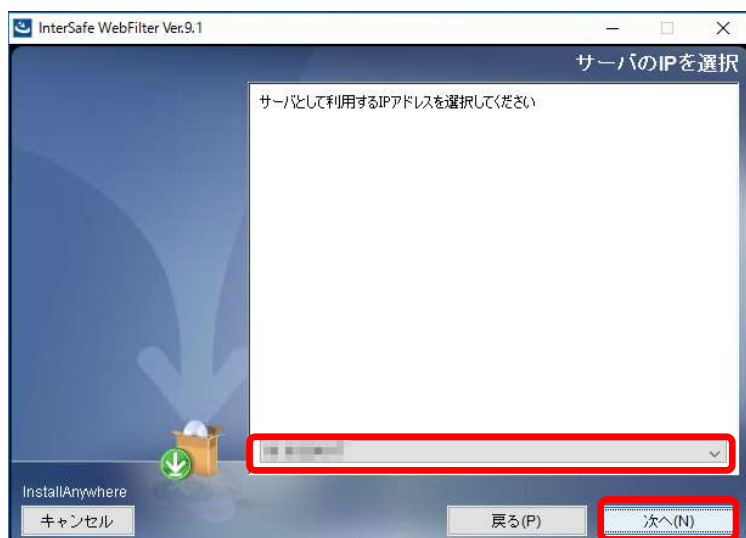 InterSafe WebFilter Ver.9.1
サーバのIPを選択
サーバとして利用するIPアドレスを選択してください
InstallAnywhere
キャンセル
戻る(P)
次へ(N)